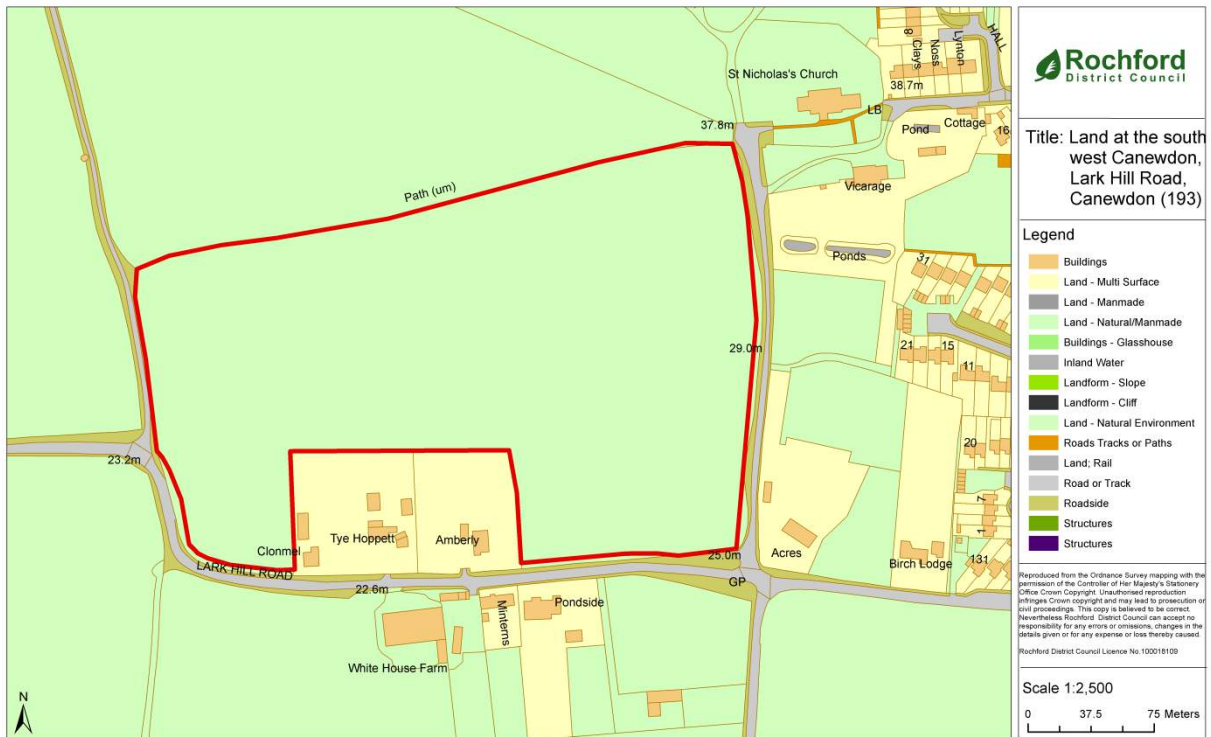 8
Clays
Noss
Lynton
HALL
St Nicholas's Church
38.7m
LB
37.8m
Pond
Cottage
16
Path (um)
Vicarage
Ponds
31
29.0m
21
15
11
23.2m
20
Clonmel
Tye Hoppett
Amberly
7
1
25.0m
Acres
Birch Lodge
131
LARK HILL ROAD
22.6m
GP
Minterns
Pondside
White House Farm
N
Rochford
District Council
Title: Land at the south
west Canewdon,
Lark Hill Road,
Canewdon (193)
Legend
Buildings
Land - Multi Surface
Land - Manmade
Land - Natural/Manmade
Buildings - Glasshouse
Inland Water
Landform - Slope
Landform - Cliff
Land - Natural Environment
Roads Tracks or Paths
Land; Rail
Road or Track
Roadside
Structures
Structures
Reproduced from the Ordnance Survey mapping with the
permission of the Controller of Her Majesty's Stationery
Office Crown Copyright. Unauthorised reproduction
infringes Crown copyright and may lead to prosecution or
civil proceedings. This copy is believed to be correct.
Nevertheless Rochford District Council can accept no
responsibility for any errors or omissions, changes in the
details given or for any expense or loss thereby caused.
Rochford District Council Licence No.100018109
Scale 1:2,500
0 37.5 75 Meters